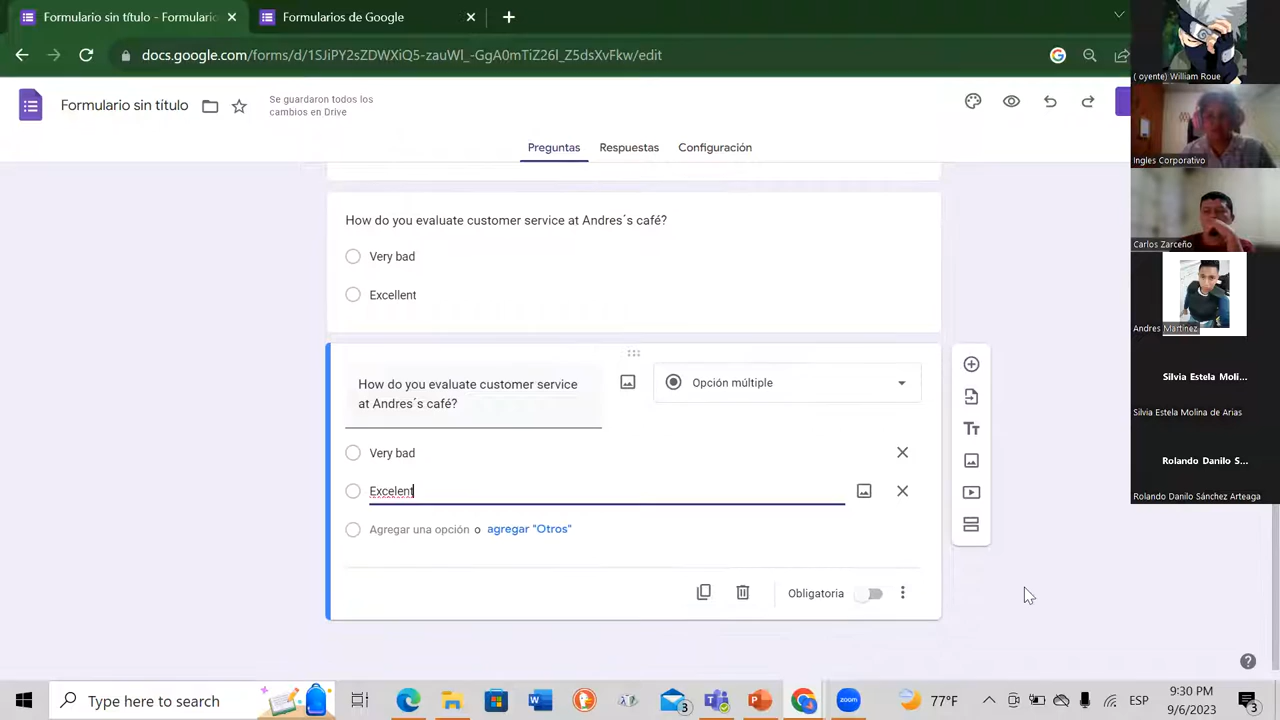 Formulario sin título - Formulario
Formularios de Google
docs.google.com/forms/d/1SJiPY2sZDWXiQ5-zauWl_-GgA0mTiZ26l_Z5dsXvFkw/edit
Formulario sin título
Se guardaron todos los
cambios en Drive
Preguntas
Respuestas
Configuración
How do you evaluate customer service at Andres´s café?
Very bad
Excellent
How do you evaluate customer service
at Andres´s café?
Opción múltiple
Very bad
Excelent
Agregar una opción o agregar "Otros"
Obligatoria
( oyente) William Roue
Ingles Corporativo
Carlos Zarceño
Andres Martínez
Silvia Estela Moli...
Silvia Estela Molina de Arias
Rolando Danilo S...
Rolando Danilo Sánchez Arteaga
Type here to search
3
77°F
ESP
9:30 PM
9/6/2023
3